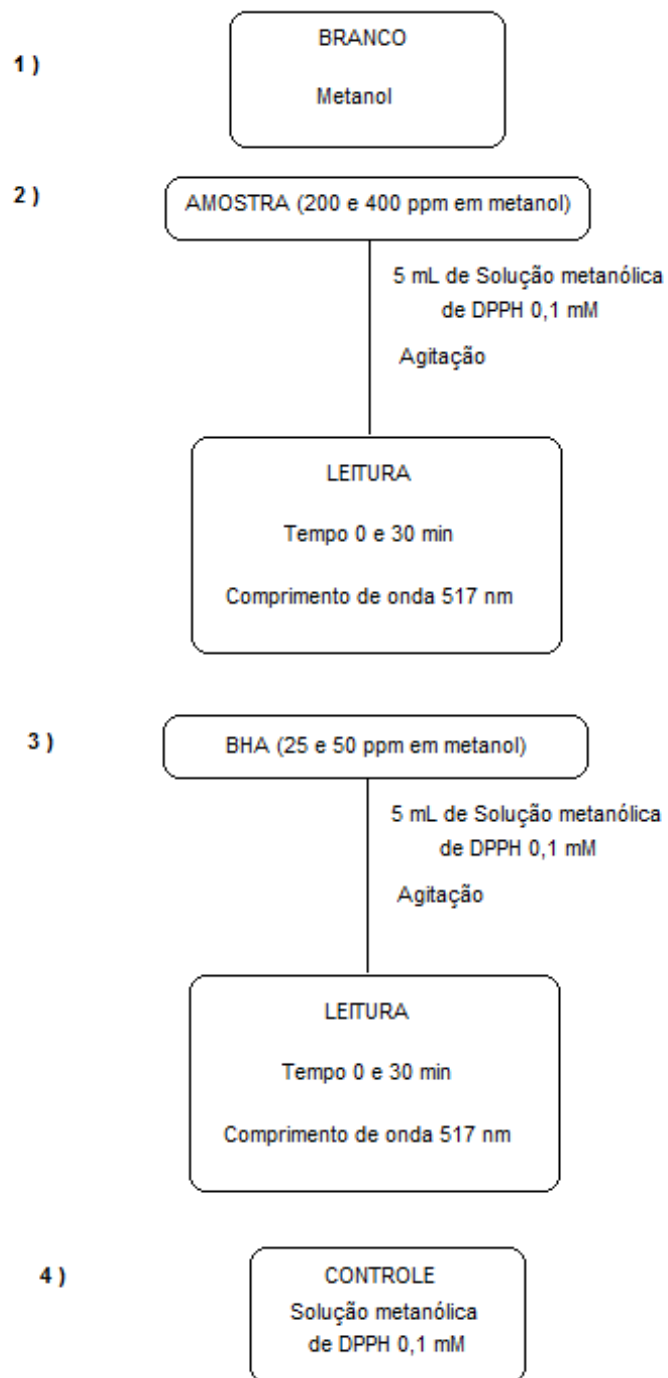 1 )
BRANCO
Metanol
2 )
AMOSTRA (200 e 400 ppm em metanol)
5 mL de Solução metanólica
de DPPH 0,1 mM
Agitação
LEITURA
Tempo 0 e 30 min
Comprimento de onda 517 nm
3 )
BHA (25 e 50 ppm em metanol)
5 mL de Solução metanólica
de DPPH 0,1 mM
Agitação
LEITURA
Tempo 0 e 30 min
Comprimento de onda 517 nm
4 )
CONTROLE
Solução metanólica
de DPPH 0,1 mM